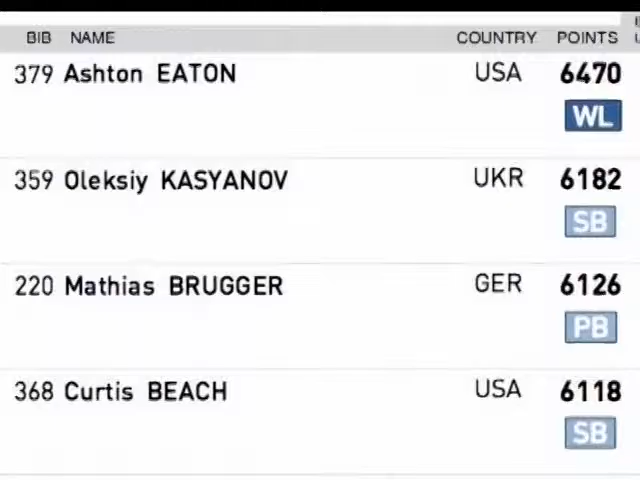 BIB NAME COUNTRY POINTS
379 Ashton EATON USA 6470
WL
359 Oleksiy KASYANOV UKR 6182
SB
220 Mathias BRUGGER GER 6126
PB
368 Curtis BEACH USA 6118
SB